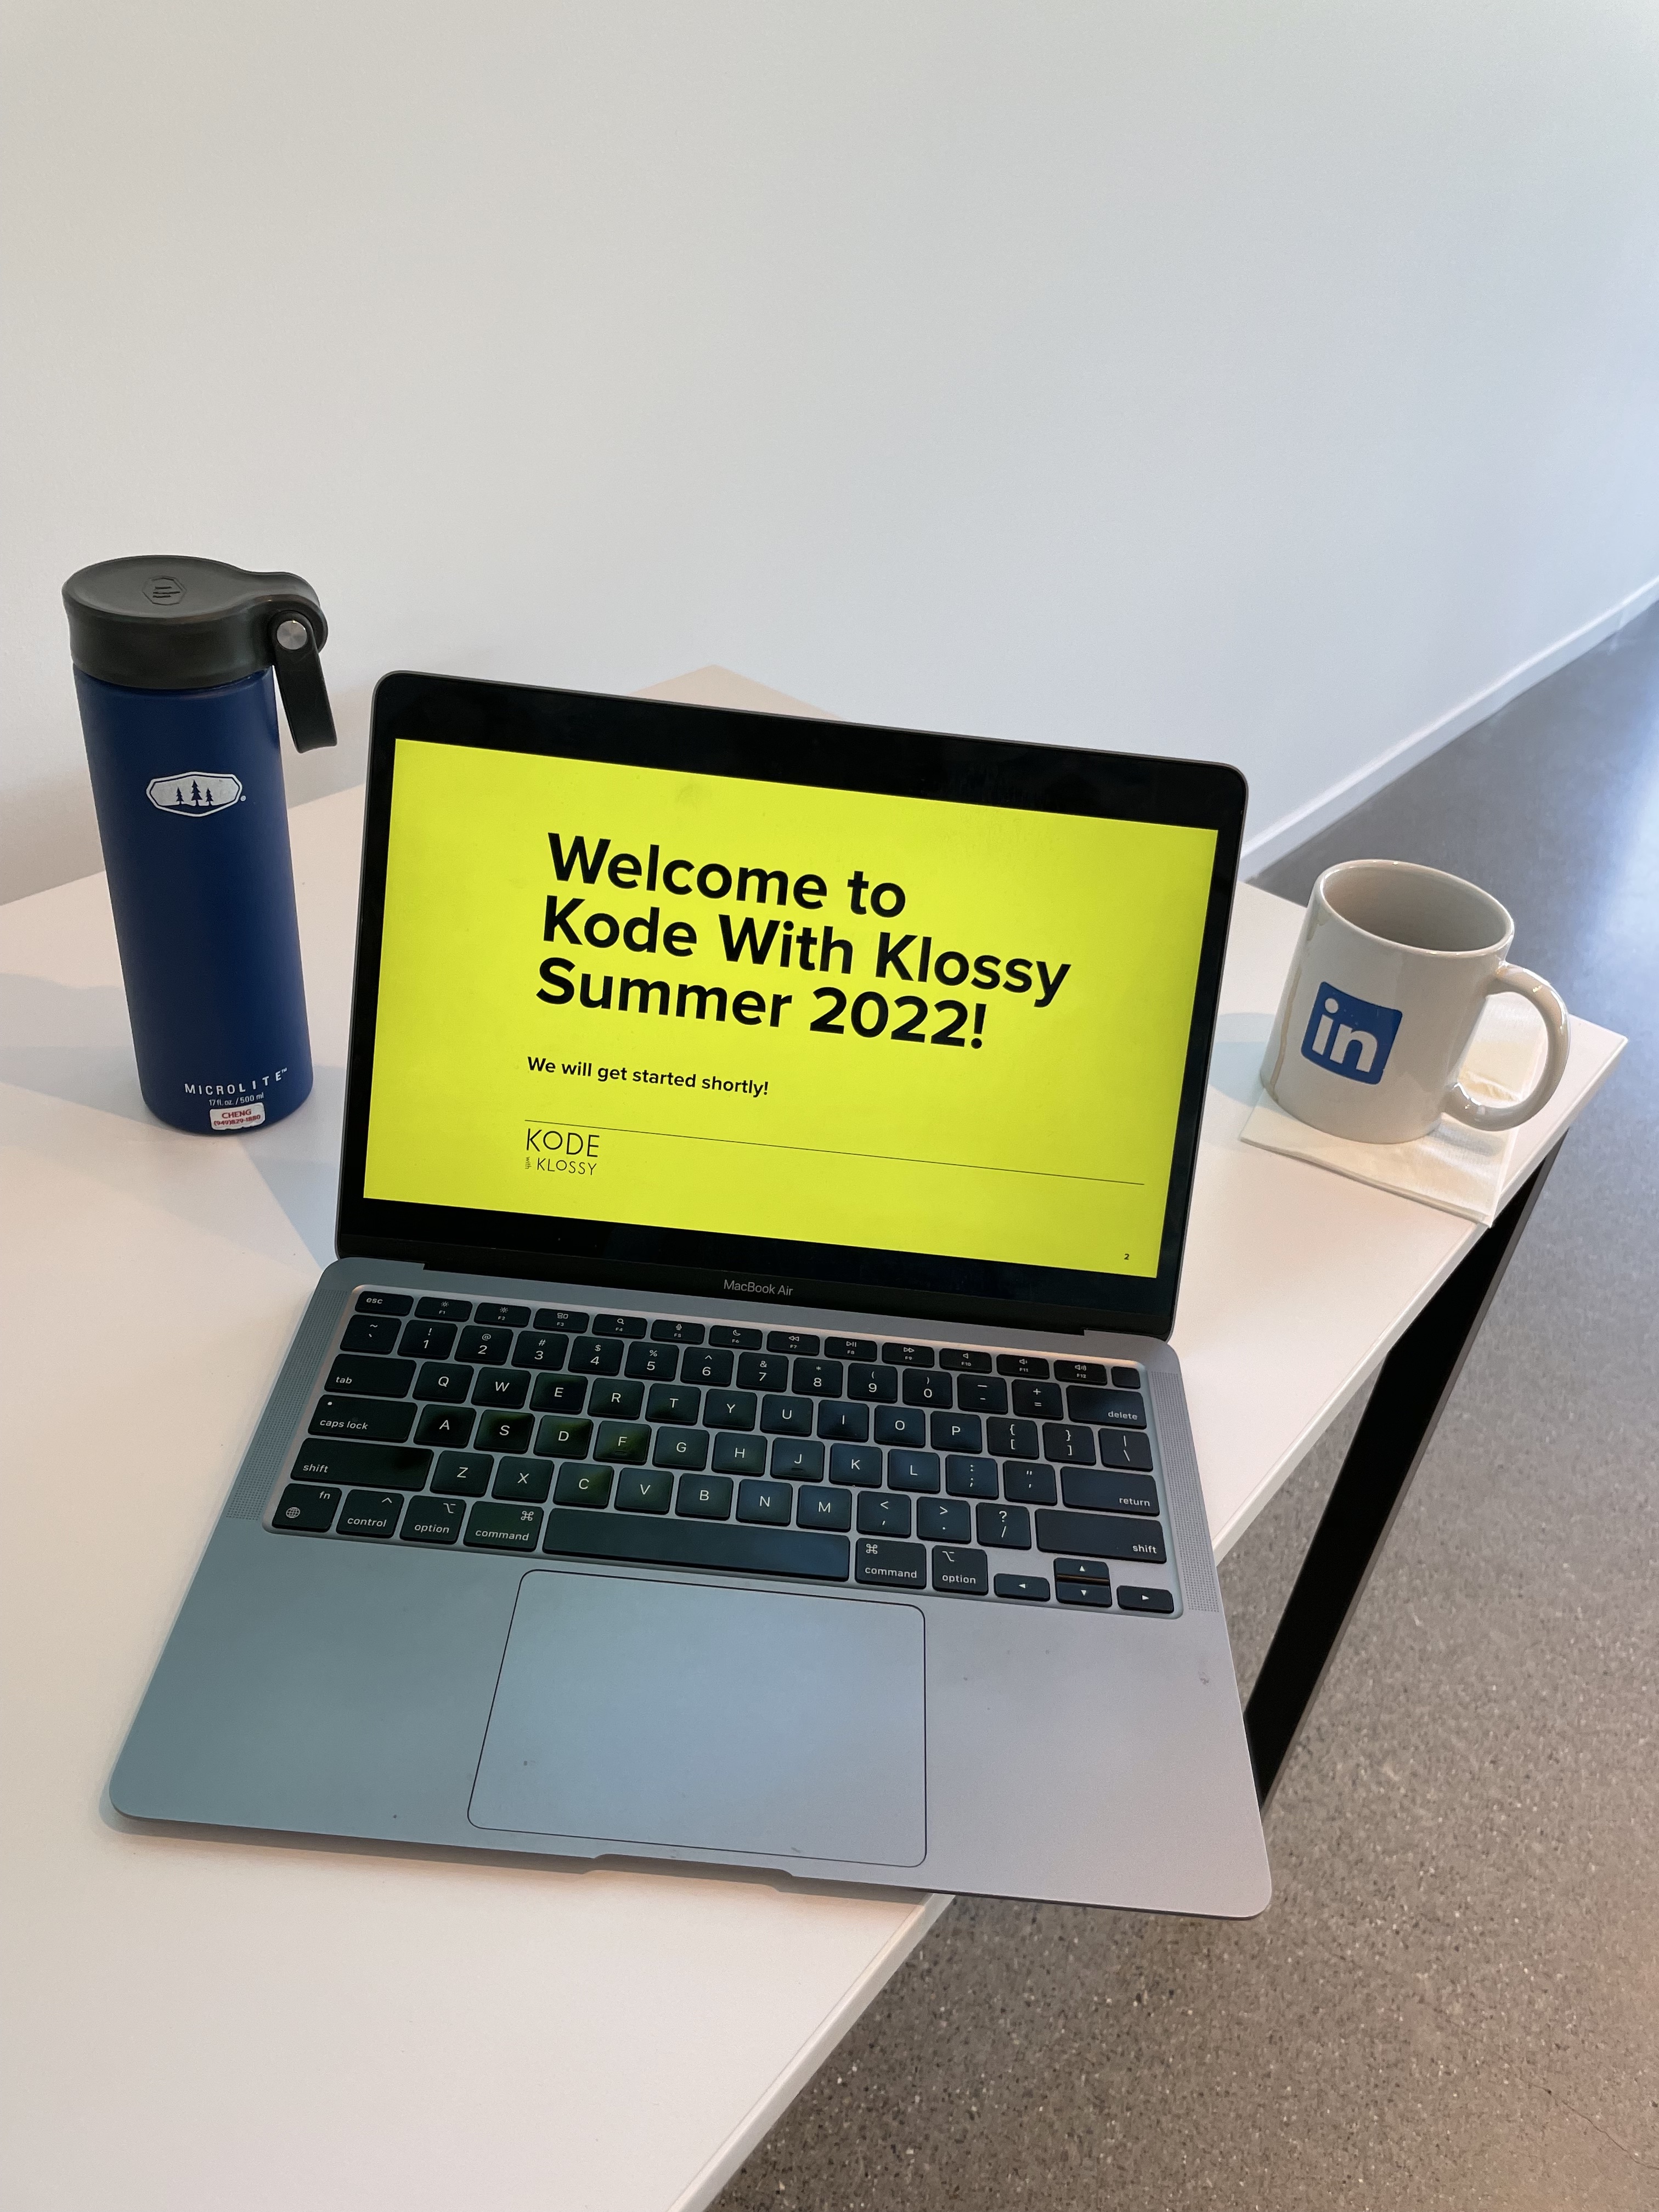 Welcome to
Kode With Klossy
Summer 2022!
We will get started shortly!
KODE
with KLOSSY
2
MacBook Air
MICROLITE™
17 fl. oz. / 500 ml
CHENG
(949)829-1880
in
esc F1 F2 F3 F4 F5 F6 F7 F8 F9 F10 F11 F12
~ ! @ # $ % ^ & * ( ) — +
` 1 2 3 4 5 6 7 8 9 0 - = delete
tab Q W E R T Y U I O P { [ } ] | \
caps lock A S D F G H J K L : ; " ' return
shift Z X C V B N M < , > . ? / shift
fn control option command command option